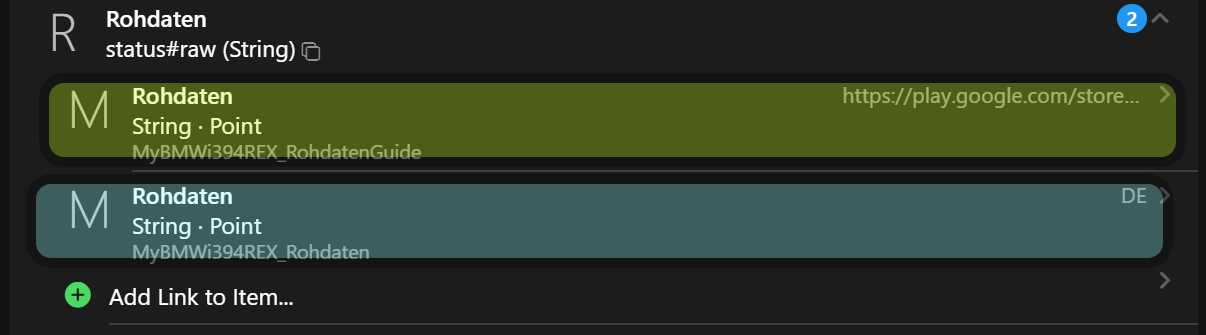 R
Rohdaten
2
status#raw (String)
M
Rohdaten
https://play.google.com/store...
String · Point
MyBMWi394REX_RohdatenGuide
M
Rohdaten
DE
String · Point
MyBMWi394REX_Rohdaten
Add Link to Item...